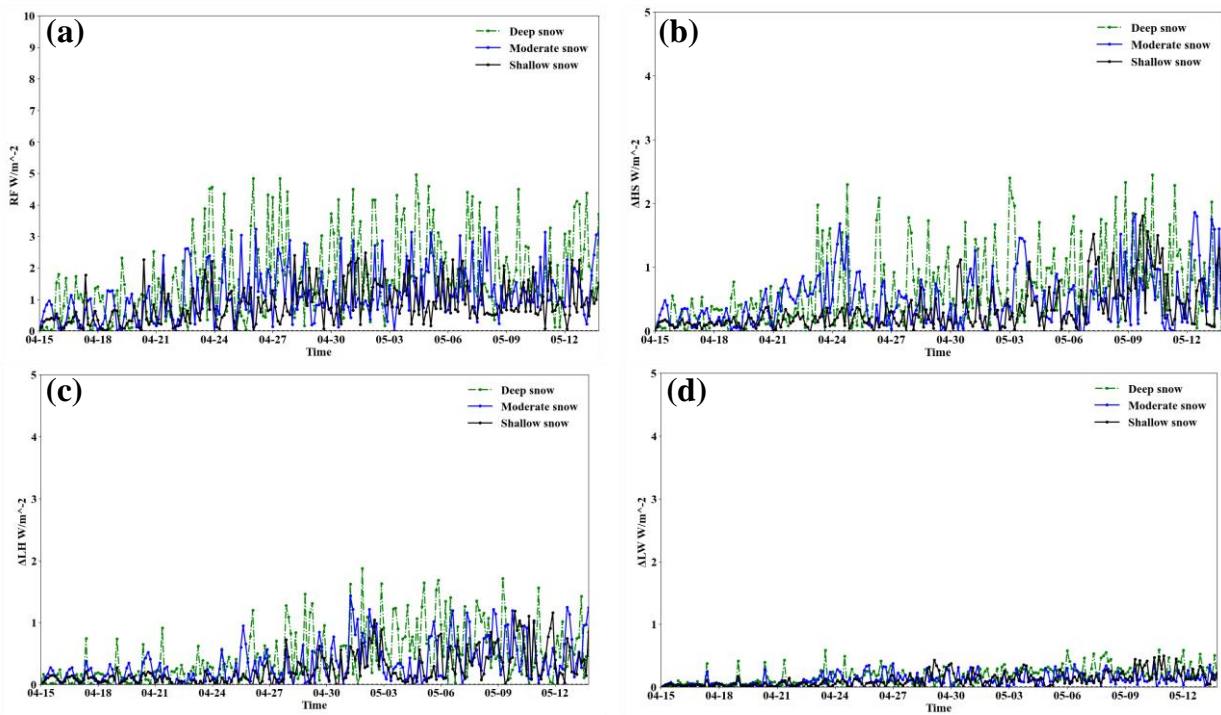 (a)
Deep snow
Moderate snow
Shallow snow
10
9
8
7
6
5
4
3
2
1
0
RF W/m^-2
04-15 04-18 04-21 04-24 04-27 04-30 05-03 05-06 05-09 05-12
Time
(b)
Deep snow
Moderate snow
Shallow snow
5
4
3
2
1
0
ΔHS W/m^-2
04-15 04-18 04-21 04-24 04-27 04-30 05-03 05-06 05-09 05-12
Time
(c)
Deep snow
Moderate snow
Shallow snow
5
4
3
2
1
0
ΔLH W/m^-2
04-15 04-18 04-21 04-24 04-27 04-30 05-03 05-06 05-09 05-12
Time
(d)
Deep snow
Moderate snow
Shallow snow
5
4
3
2
1
0
ΔLW W/m^-2
04-15 04-18 04-21 04-24 04-27 04-30 05-03 05-06 05-09 05-12
Time